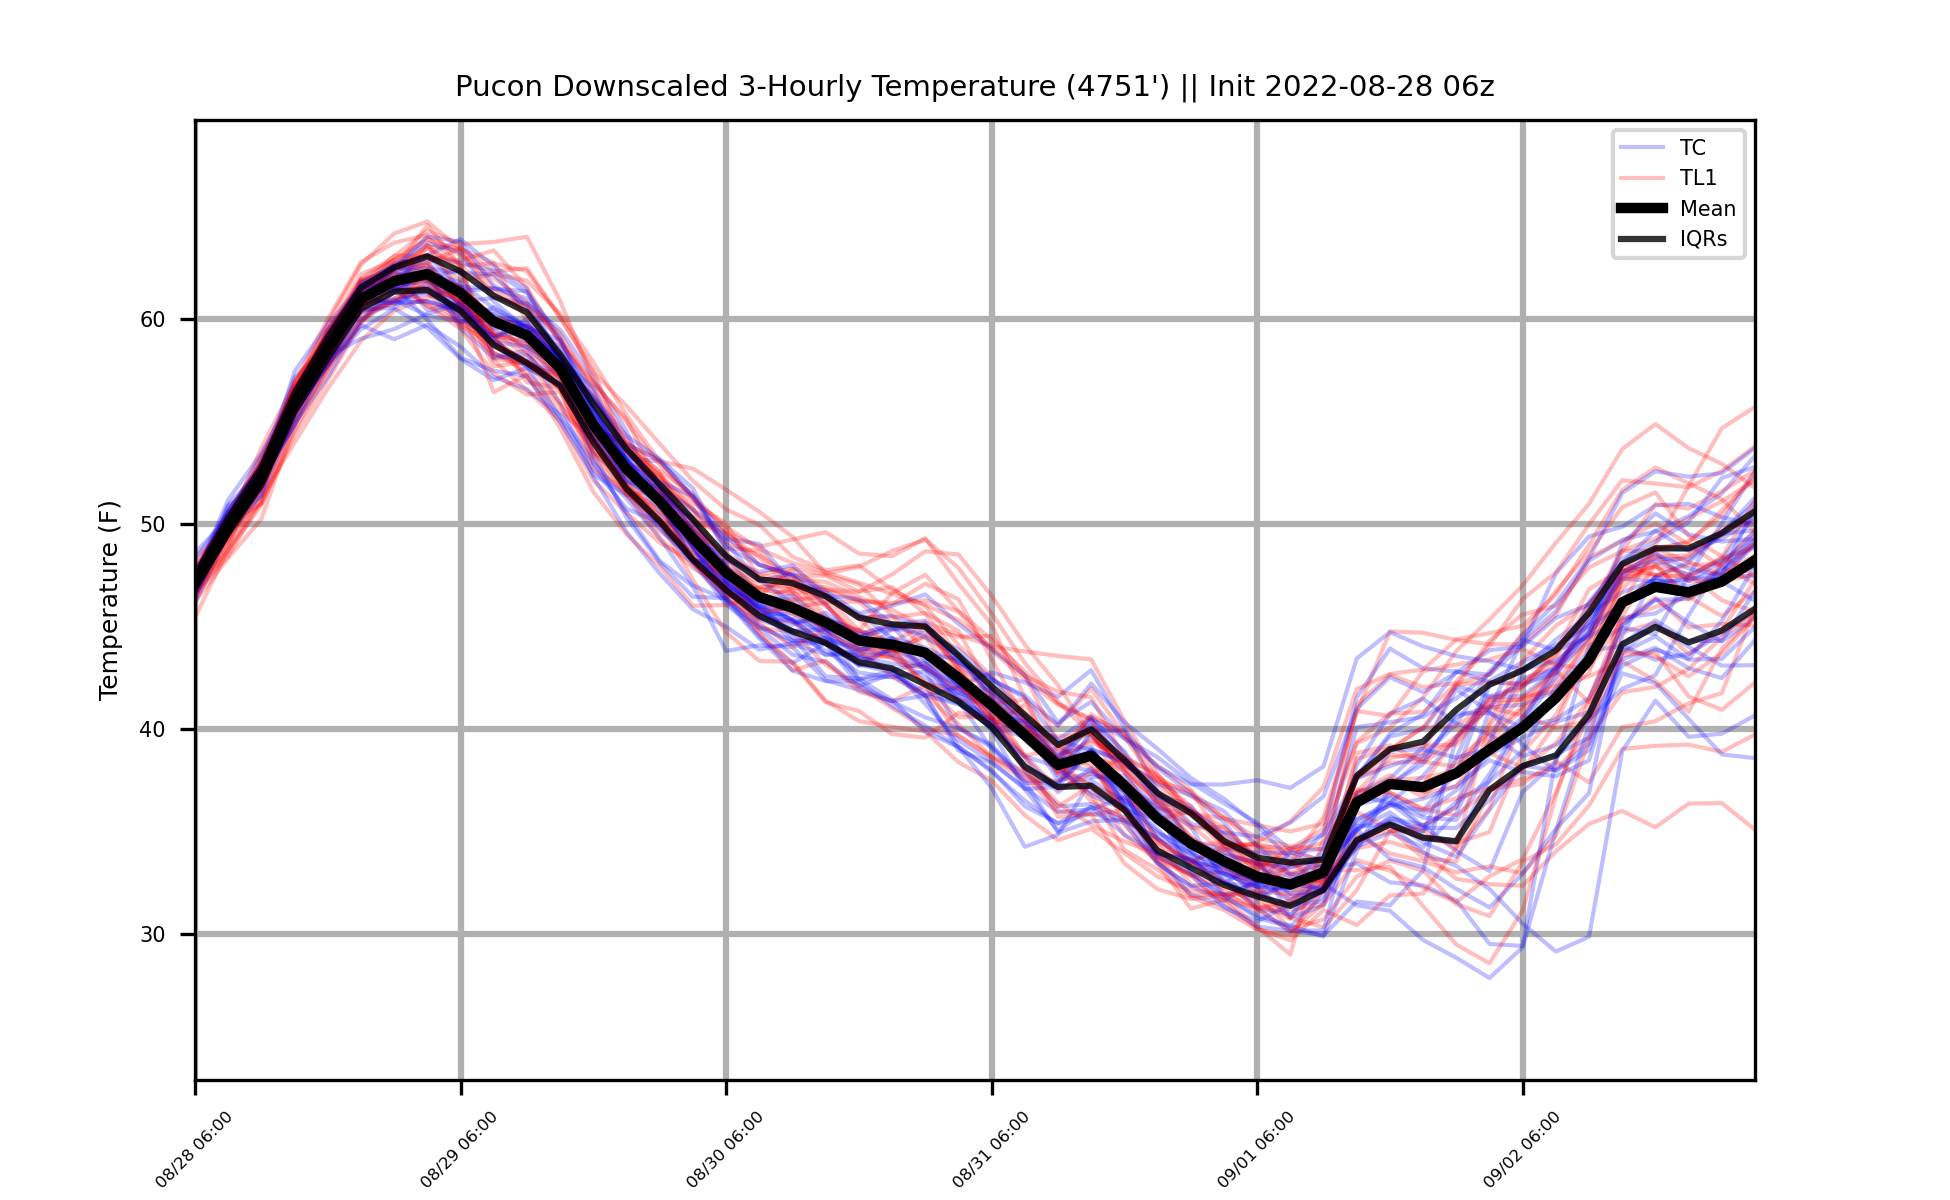 Pucon Downscaled 3-Hourly Temperature (4751') || Init 2022-08-28 06z
TC
TL1
Mean
IQRs
Temperature (F)
60
50
40
30
08/28 06:00
08/29 06:00
08/30 06:00
08/31 06:00
09/01 06:00
09/02 06:00